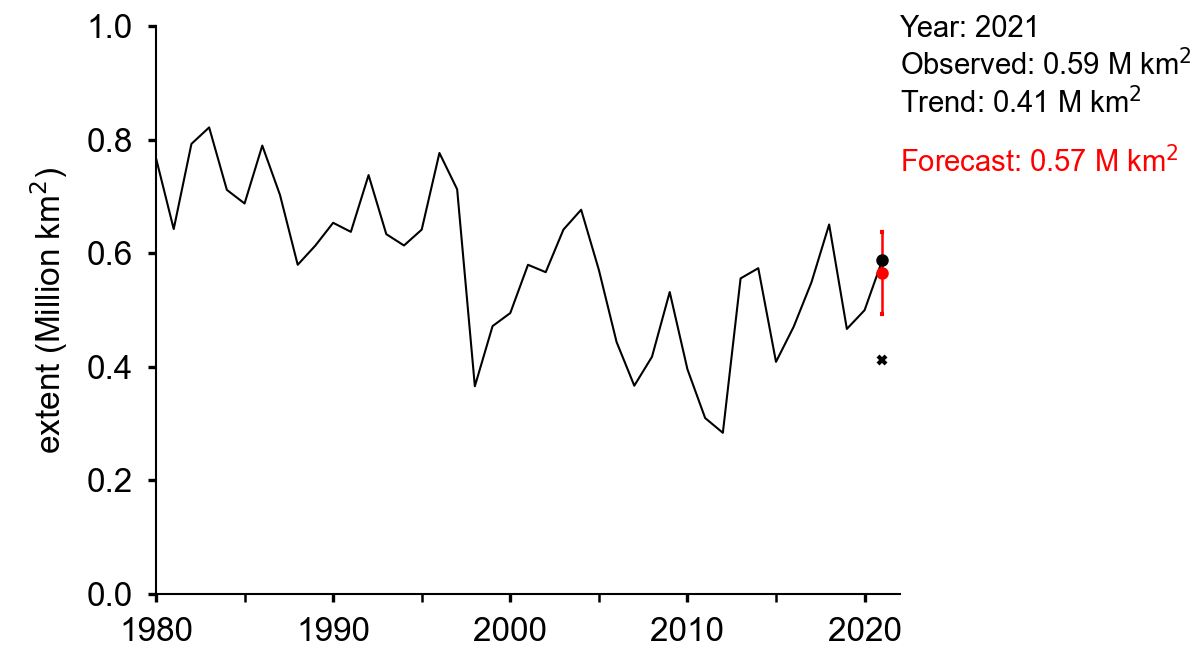 1.0
0.8
0.6
0.4
0.2
0.0
extent (Million km²)
1980
1990
2000
2010
2020
Year: 2021
Observed: 0.59 M km²
Trend: 0.41 M km²
Forecast: 0.57 M km²